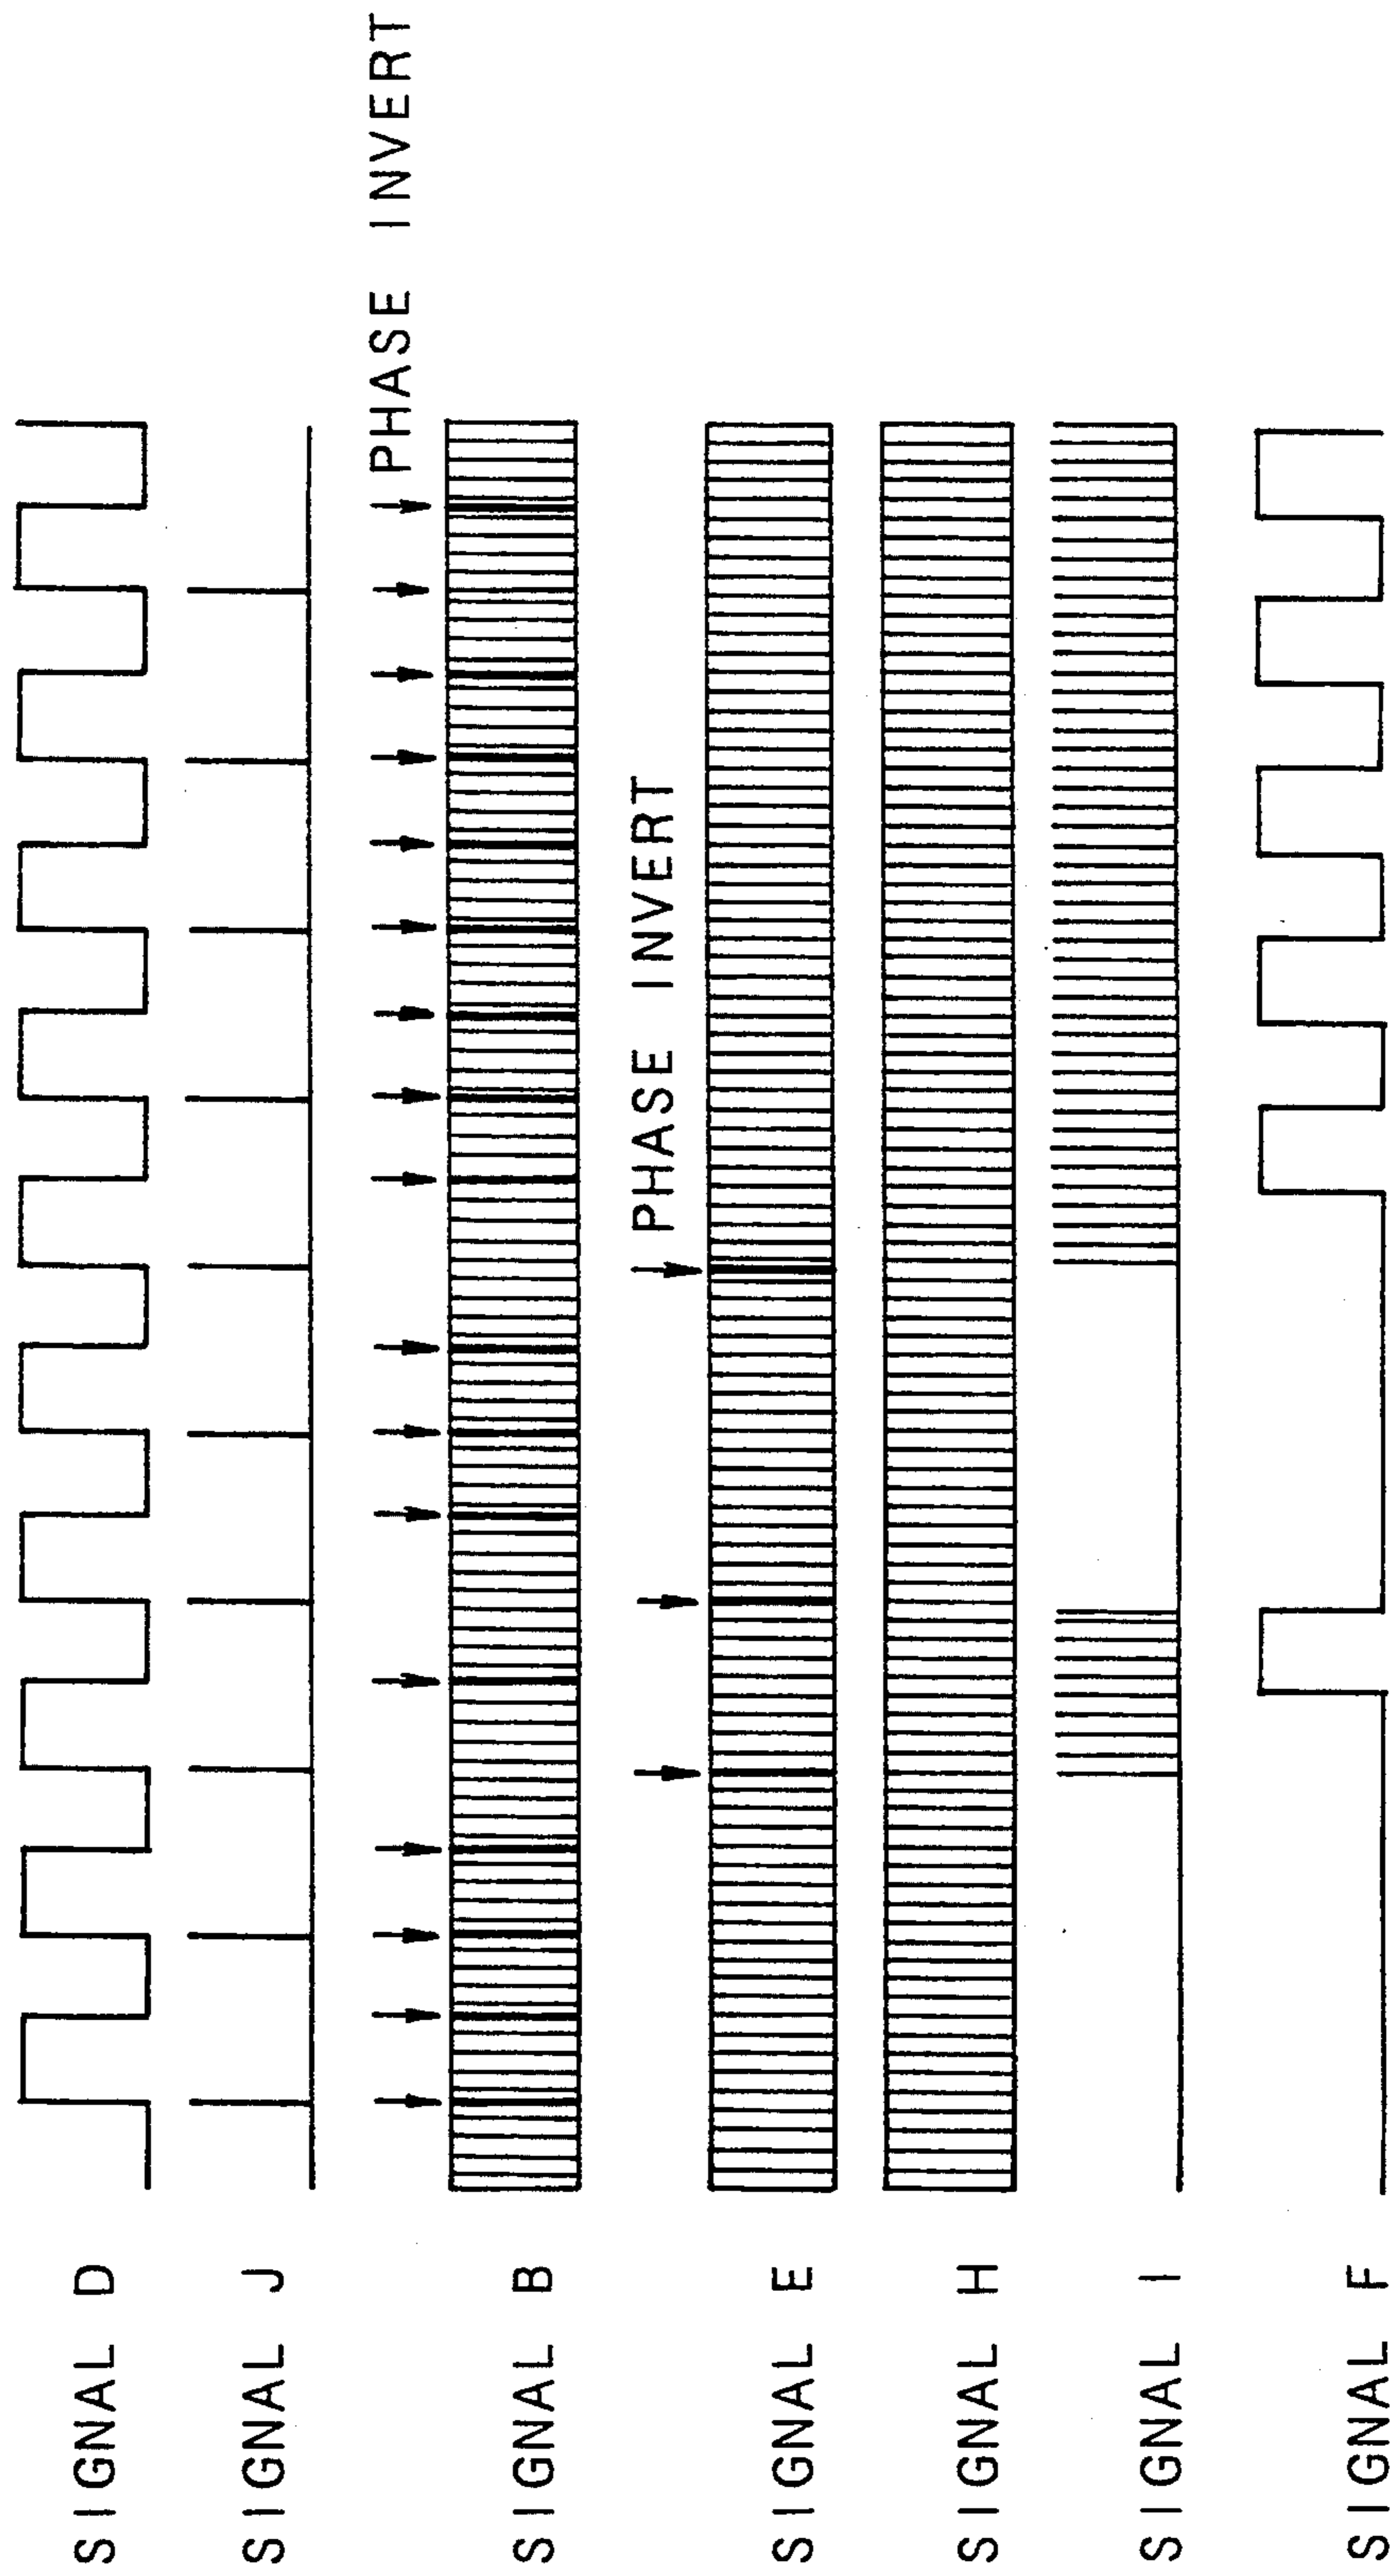 SIGNAL D
SIGNAL J
PHASE INVERT
SIGNAL B
PHASE INVERT
SIGNAL E
SIGNAL H
SIGNAL I
SIGNAL F